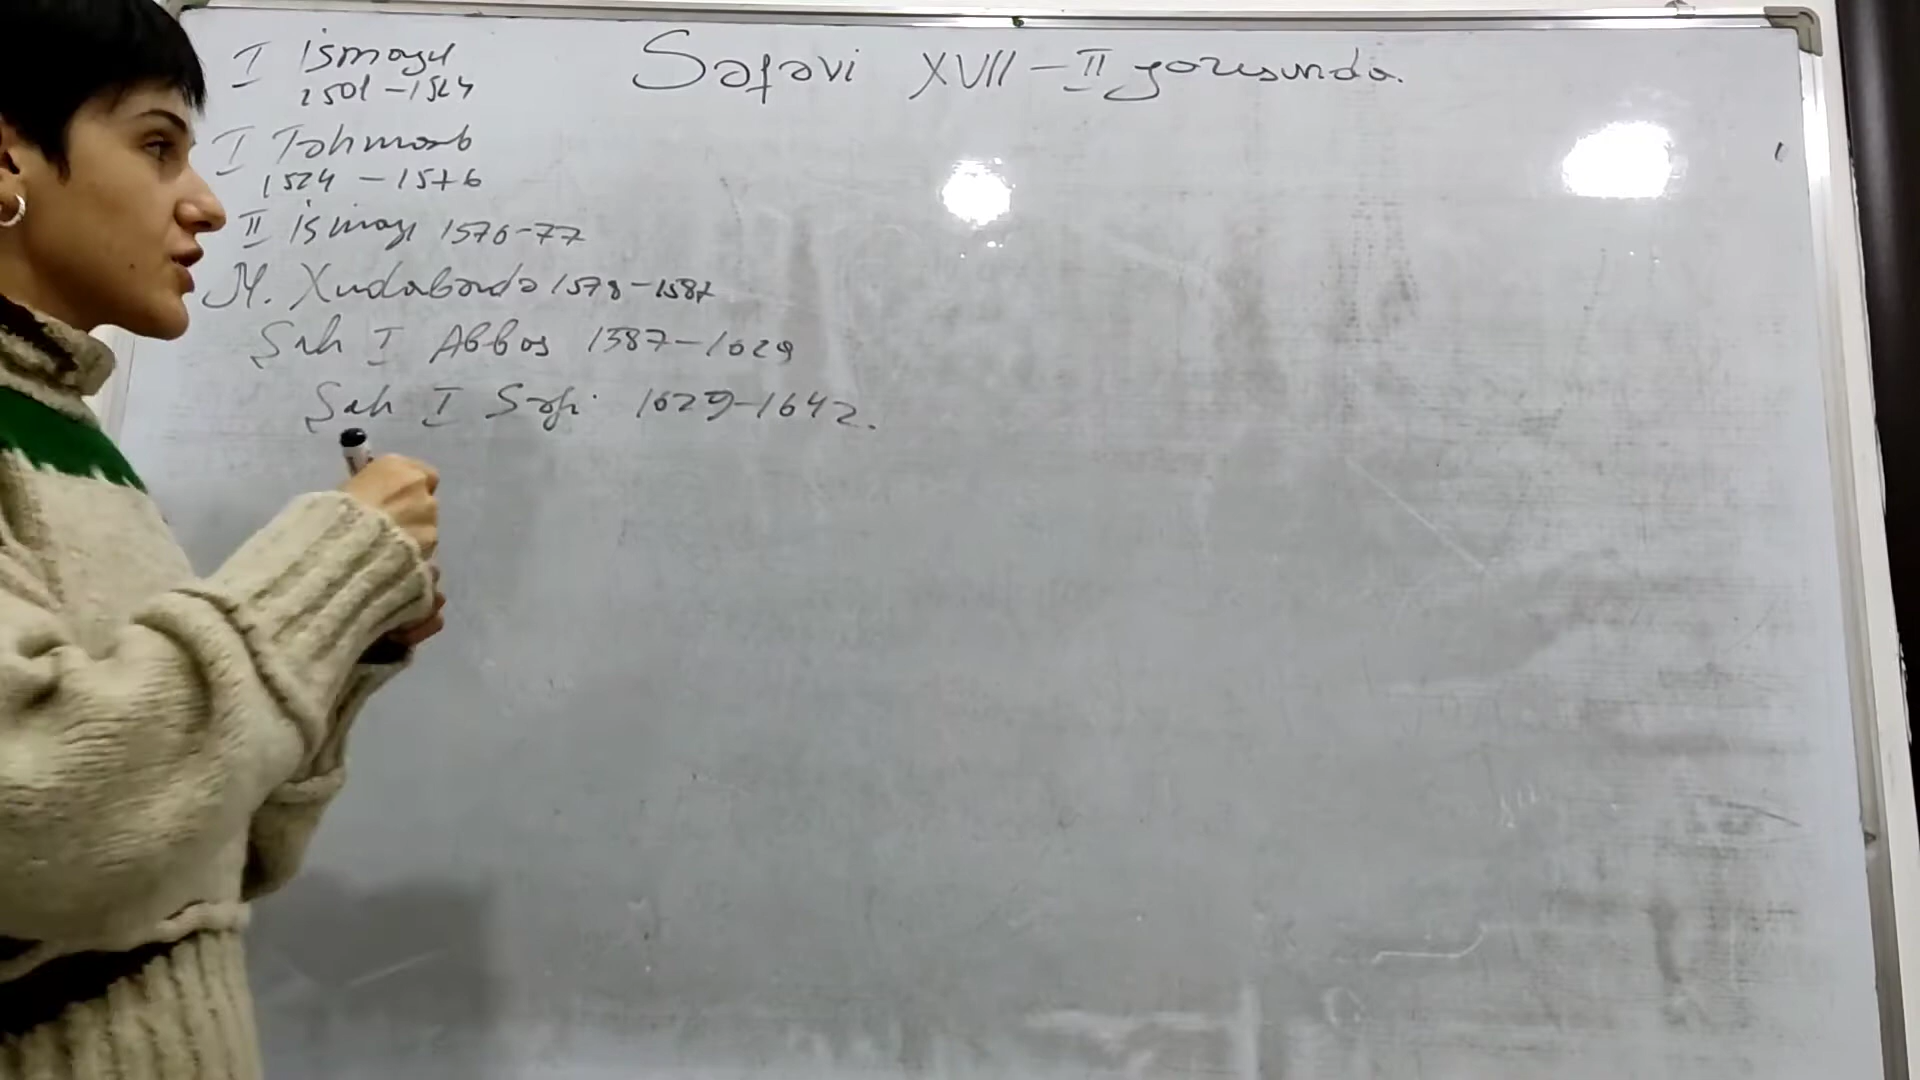 Səfəvi XVII - II yarısında.
I İsmayıl
1501 - 1524
I Təhmasb
1524 - 1576
II İsmayıl 1576-77
M. Xudabəndə 1578-1587
Şah I Abbas 1587-1629
Şah I Səfi 1629-1642.